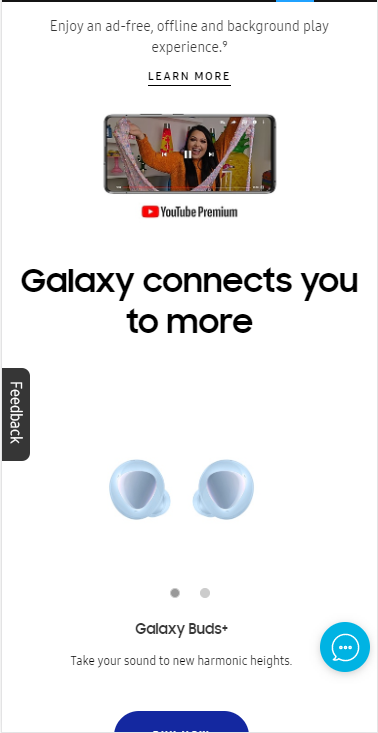 Enjoy an ad-free, offline and background play
experience.⁹
LEARN MORE
YouTube Premium
Galaxy connects you
to more
Feedback
Galaxy Buds+
Take your sound to new harmonic heights.